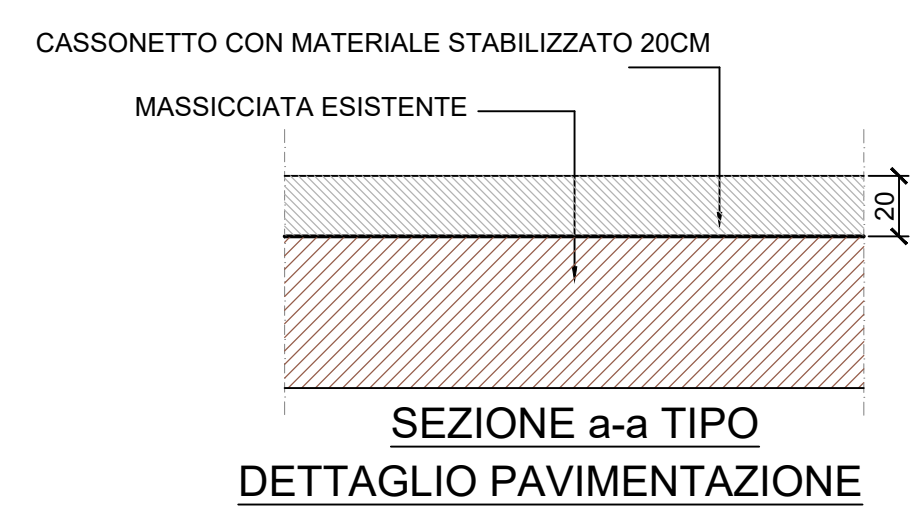 CASSONETTO CON MATERIALE STABILIZZATO 20CM
MASSICCIATA ESISTENTE
20
SEZIONE a-a TIPO
DETTAGLIO PAVIMENTAZIONE